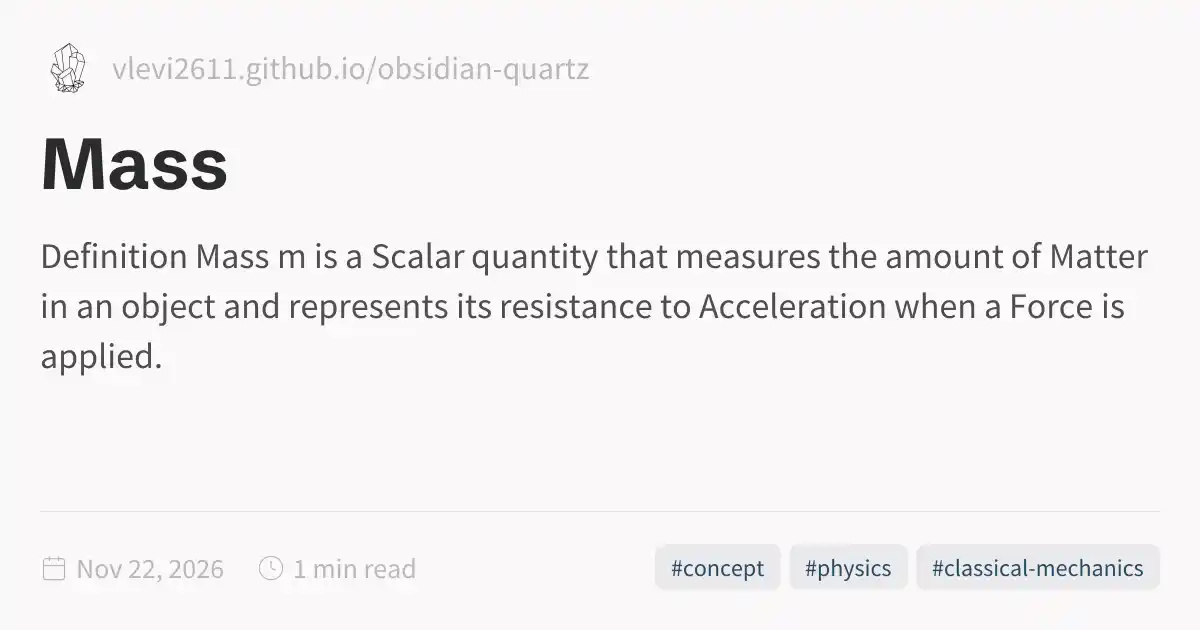 vlevi2611.github.io/obsidian-quartz
Mass
Definition Mass m is a Scalar quantity that measures the amount of Matter
in an object and represents its resistance to Acceleration when a Force is
applied.
Nov 22, 2026 1 min read #concept #physics #classical-mechanics